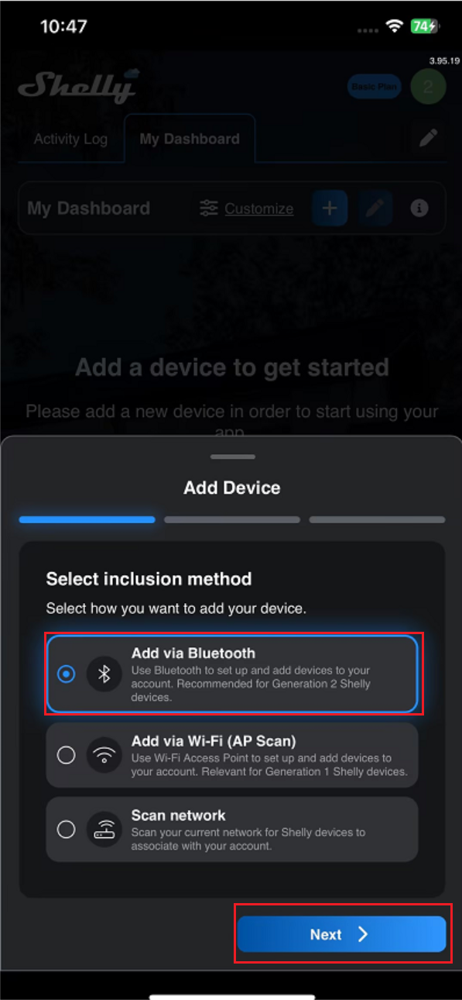 10:47
74
3.95.19
Shelly
Basic Plan
2
Activity Log
My Dashboard
My Dashboard
Customize
Add a device to get started
Please add a new device in order to start using your
app
Add Device
Select inclusion method
Select how you want to add your device.
Add via Bluetooth
Use Bluetooth to set up and add devices to your
account. Recommended for Generation 2 Shelly
devices.
Add via Wi-Fi (AP Scan)
Use Wi-Fi Access Point to set up and add devices to
your account. Relevant for Generation 1 Shelly devices.
Scan network
Scan your current network for Shelly devices to
associate with your account.
Next